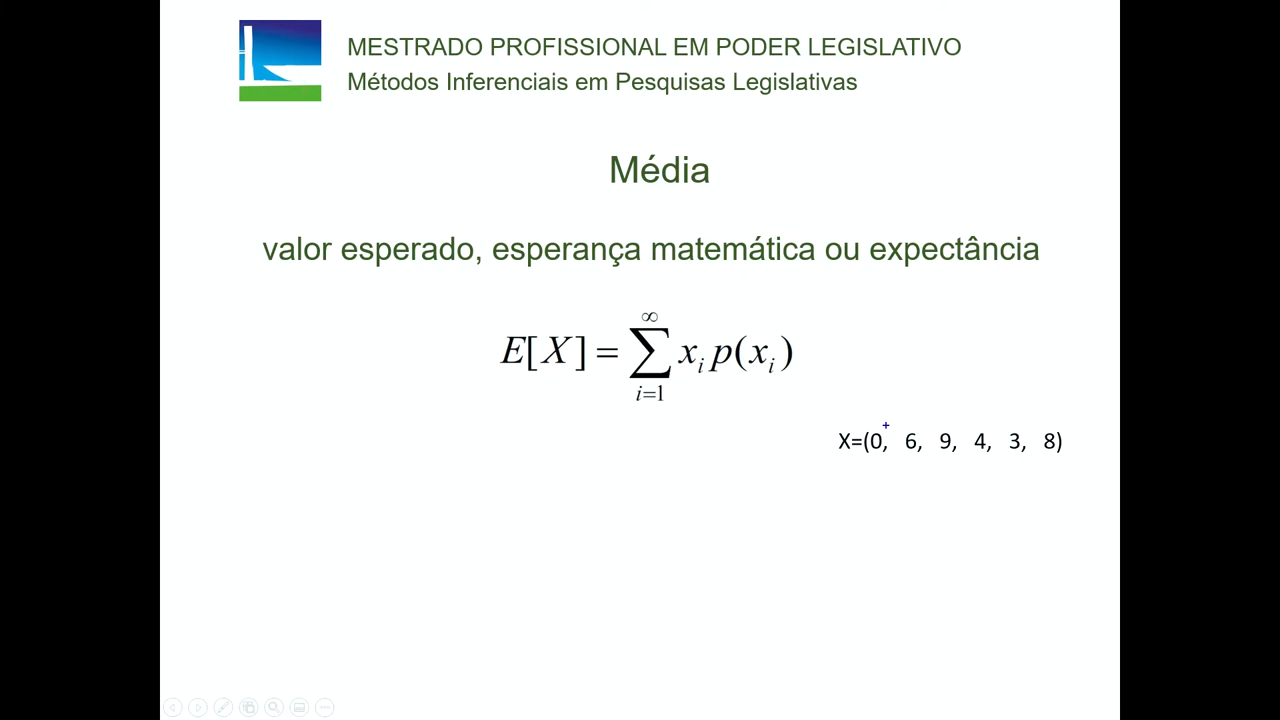 MESTRADO PROFISSIONAL EM PODER LEGISLATIVO
Métodos Inferenciais em Pesquisas Legislativas
Média
valor esperado, esperança matemática ou expectância
E[X] = ∑_{i=1}^{∞} x_i p(x_i)
X=(0, 6, 9, 4, 3, 8)